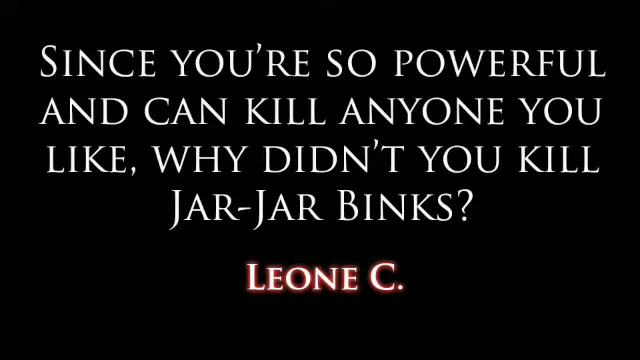 Since you're so powerful
and can kill anyone you
like, why didn't you kill
Jar-Jar Binks?
Leone C.